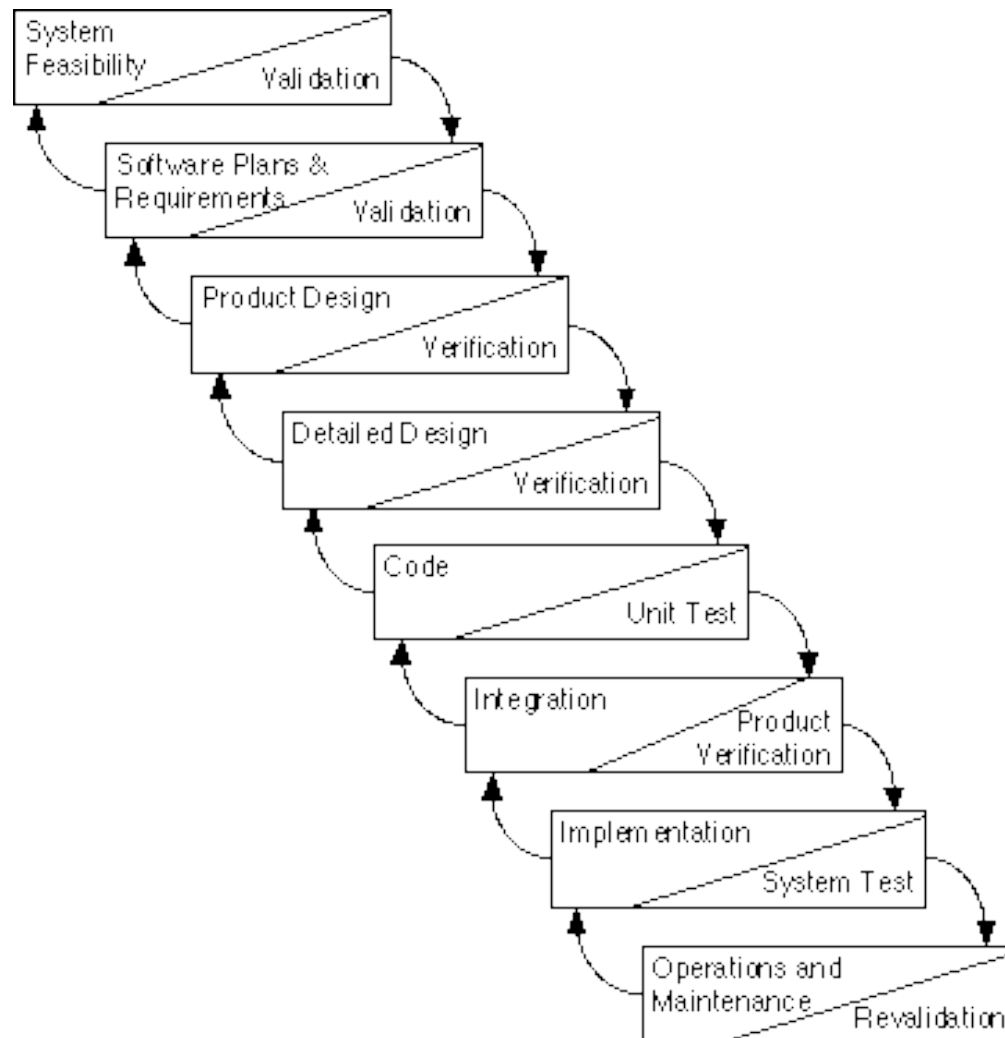 System
Feasibility
Validation
Software Plans &
Requirements
Validation
Product Design
Verification
Detailed Design
Verification
Code
Unit Test
Integration
Product
Verification
Implementation
System Test
Operations and
Maintenance
Revalidation